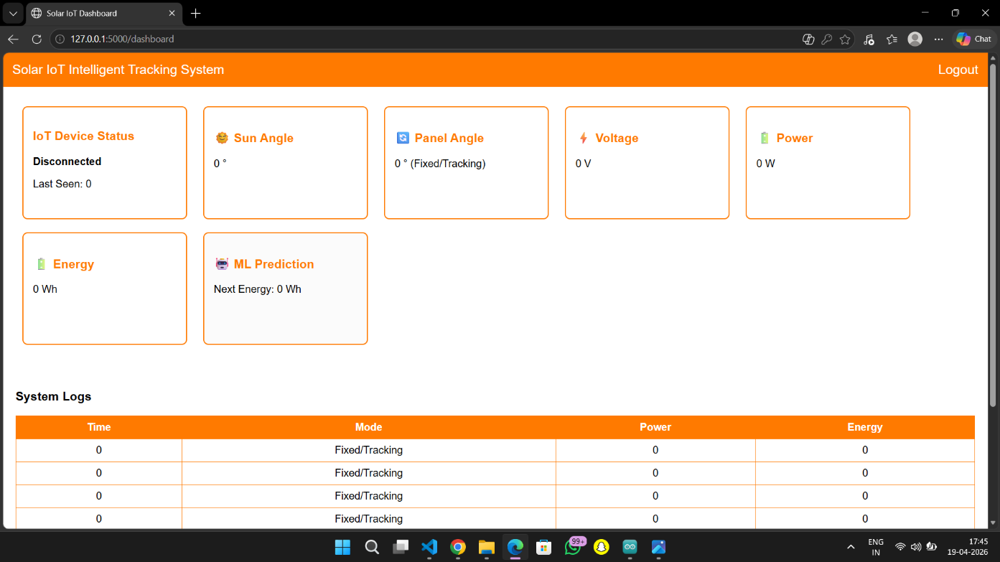 Solar IoT Dashboard
127.0.0.1:5000/dashboard
Chat
Solar IoT Intelligent Tracking System
Logout
IoT Device Status
Disconnected
Last Seen: 0
Sun Angle
0 °
Panel Angle
0 ° (Fixed/Tracking)
Voltage
0 V
Power
0 W
Energy
0 Wh
ML Prediction
Next Energy: 0 Wh
System Logs
Time Mode Power Energy
0 Fixed/Tracking 0 0
0 Fixed/Tracking 0 0
0 Fixed/Tracking 0 0
0 Fixed/Tracking 0 0
99+
ENG
IN
17:45
19-04-2026